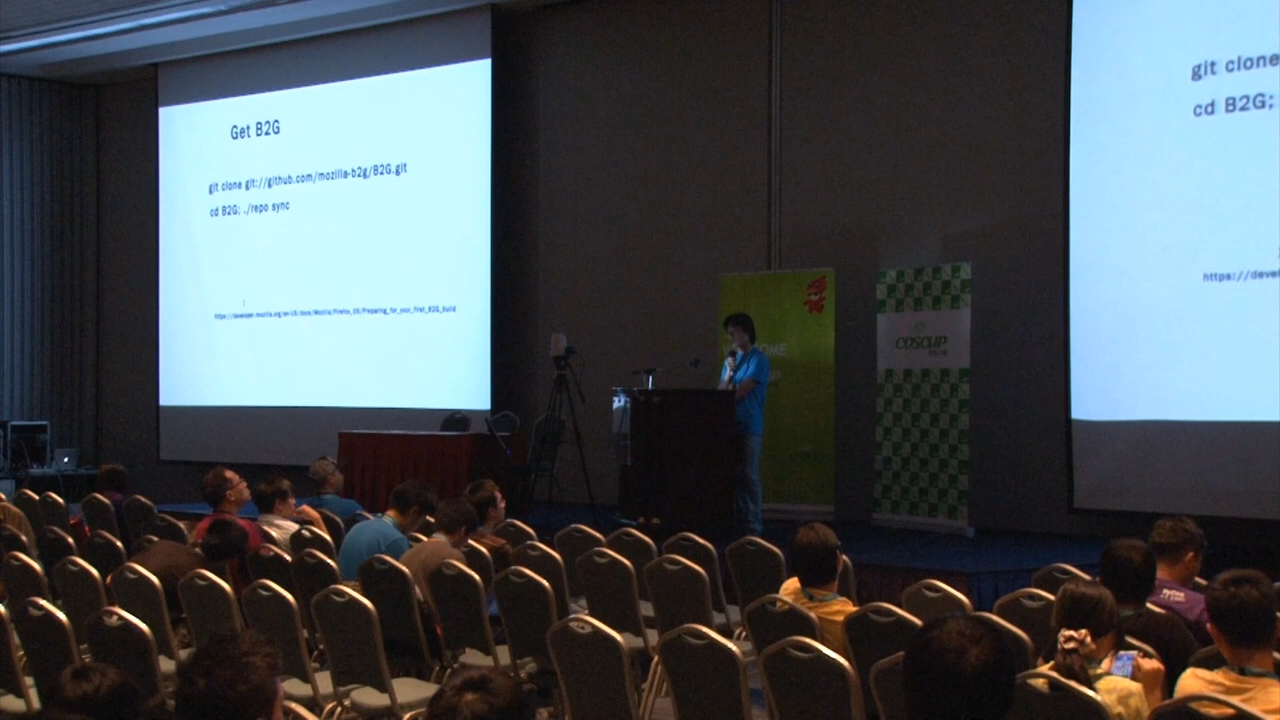 Get B2G
git clone git://github.com/mozilla-b2g/B2G.git
cd B2G; ./repo sync
https://developer.mozilla.org/en-US/docs/Mozilla/Firefox_OS/Preparing_for_your_first_B2G_build
git clone
cd B2G;
https://devel
COSCUP
Python